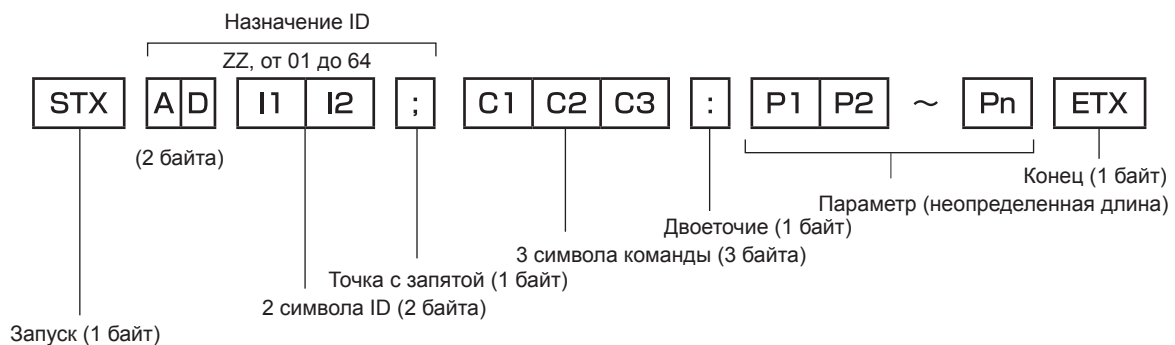 Назначение ID
ZZ, от 01 до 64
STX A D I1 I2 ; C1 C2 C3 : P1 P2 ~ Pn ETX
(2 байта)
Конец (1 байт)
Параметр (неопределенная длина)
Двоеточие (1 байт)
3 символа команды (3 байта)
Точка с запятой (1 байт)
2 символа ID (2 байта)
Запуск (1 байт)